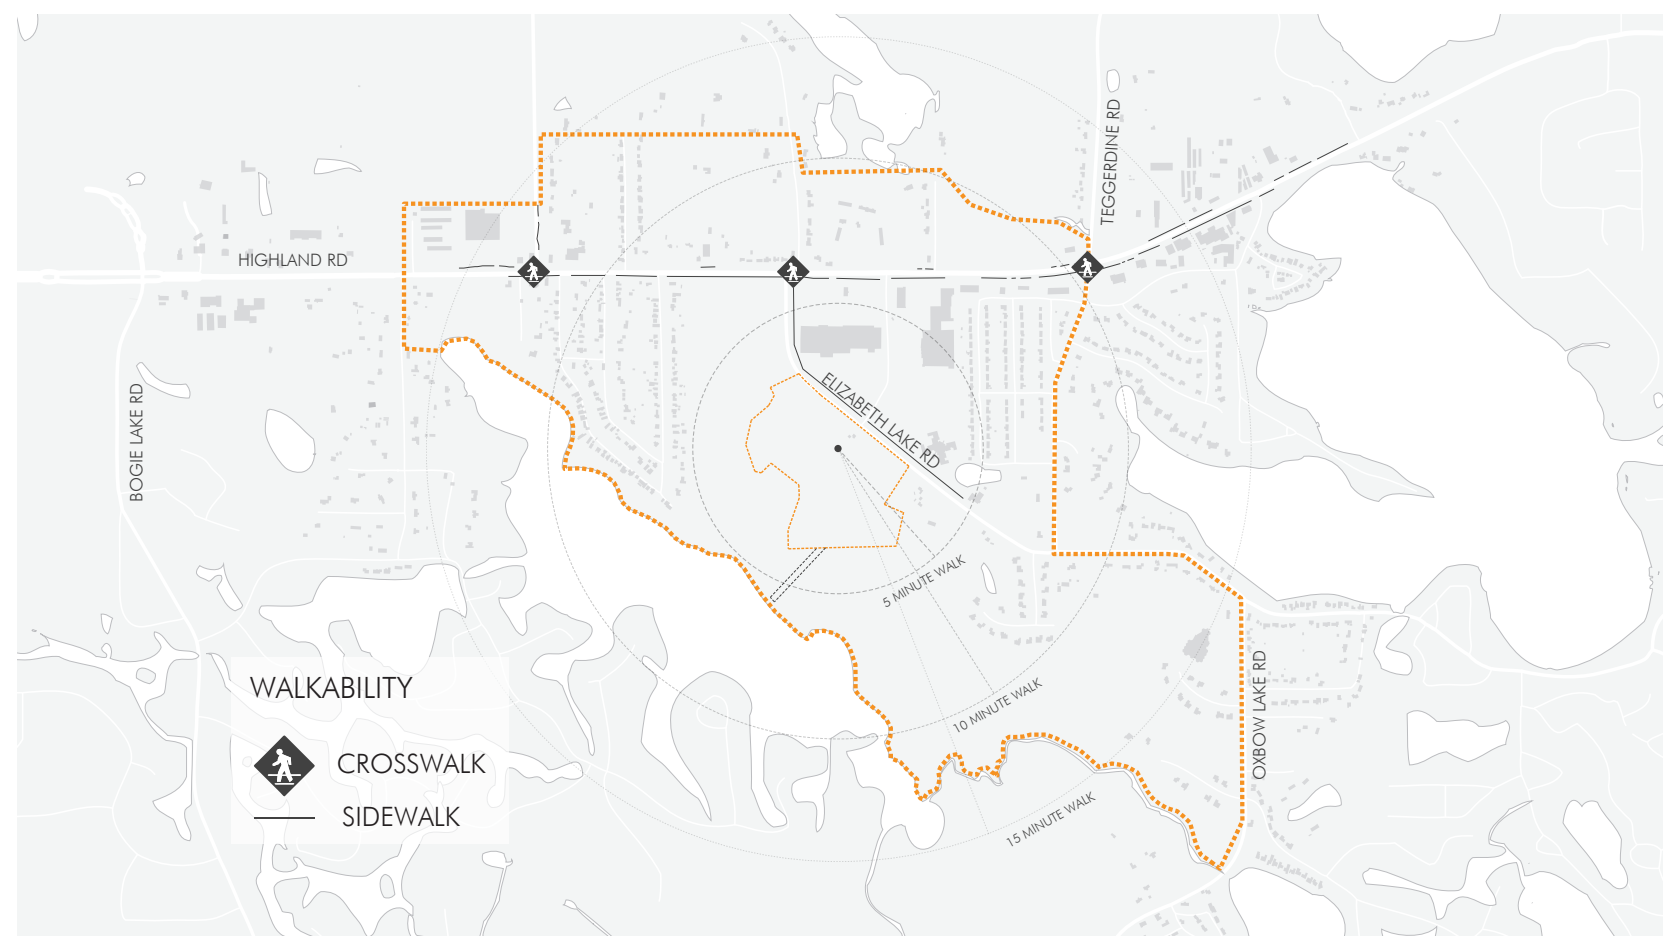 TEGGERDINE RD
HIGHLAND RD
ELIZABETH LAKE RD
BOGIE LAKE RD
5 MINUTE WALK
10 MINUTE WALK
15 MINUTE WALK
OXBOW LAKE RD
WALKABILITY
CROSSWALK
SIDEWALK